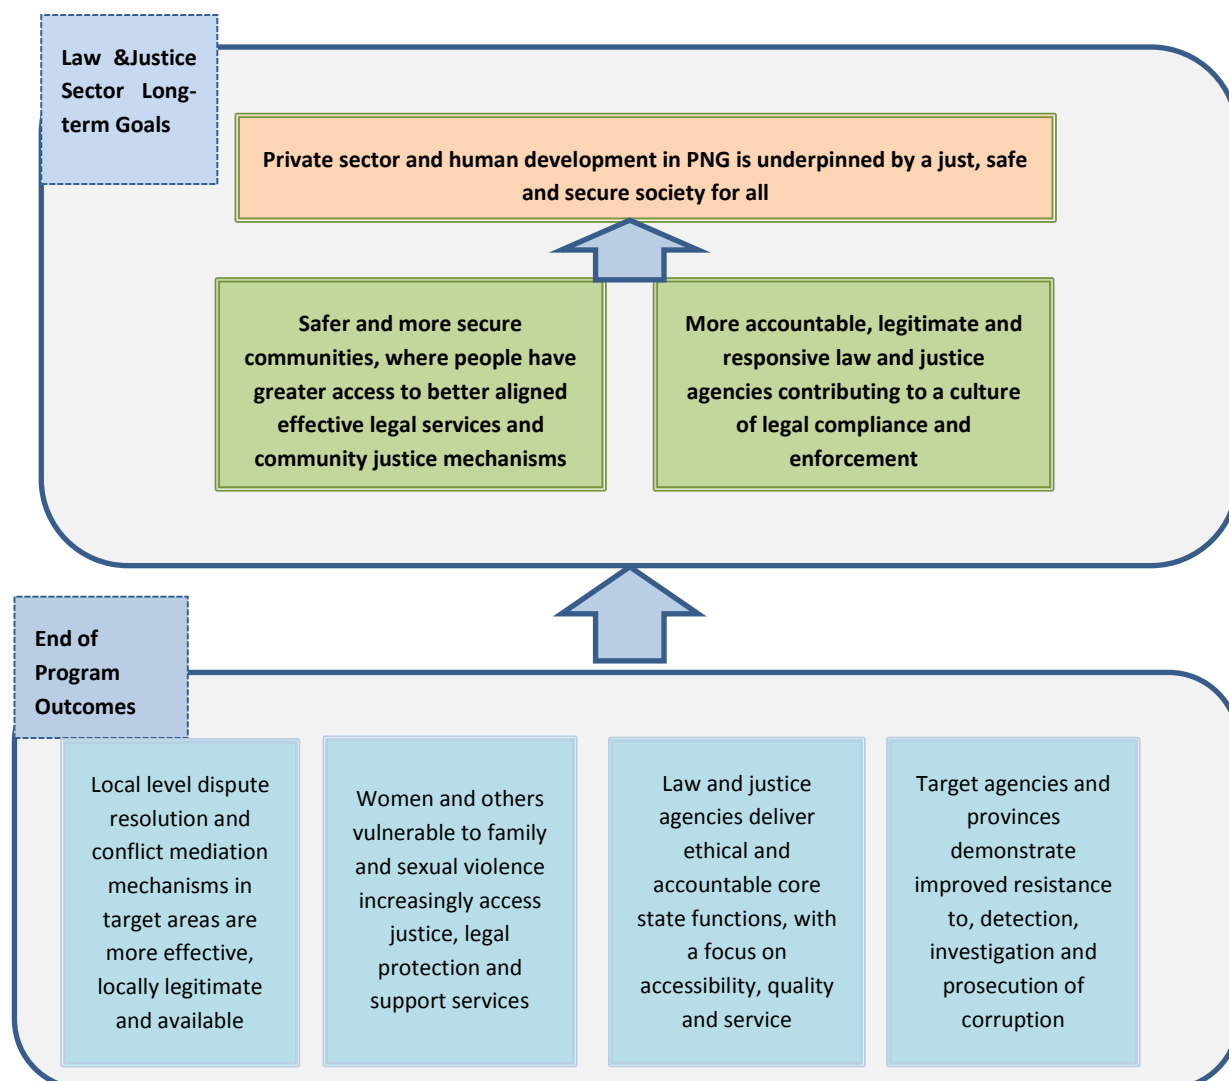 Law &Justice
Sector Long-
term Goals
Private sector and human development in PNG is underpinned by a just, safe
and secure society for all
Safer and more secure
communities, where people have
greater access to better aligned
effective legal services and
community justice mechanisms
More accountable, legitimate and
responsive law and justice
agencies contributing to a culture
of legal compliance and
enforcement
End of
Program
Outcomes
Local level dispute
resolution and
conflict mediation
mechanisms in
target areas are
more effective,
locally legitimate
and available
Women and others
vulnerable to family
and sexual violence
increasingly access
justice, legal
protection and
support services
Law and justice
agencies deliver
ethical and
accountable core
state functions, with
a focus on
accessibility, quality
and service
Target agencies and
provinces
demonstrate
improved resistance
to, detection,
investigation and
prosecution of
corruption